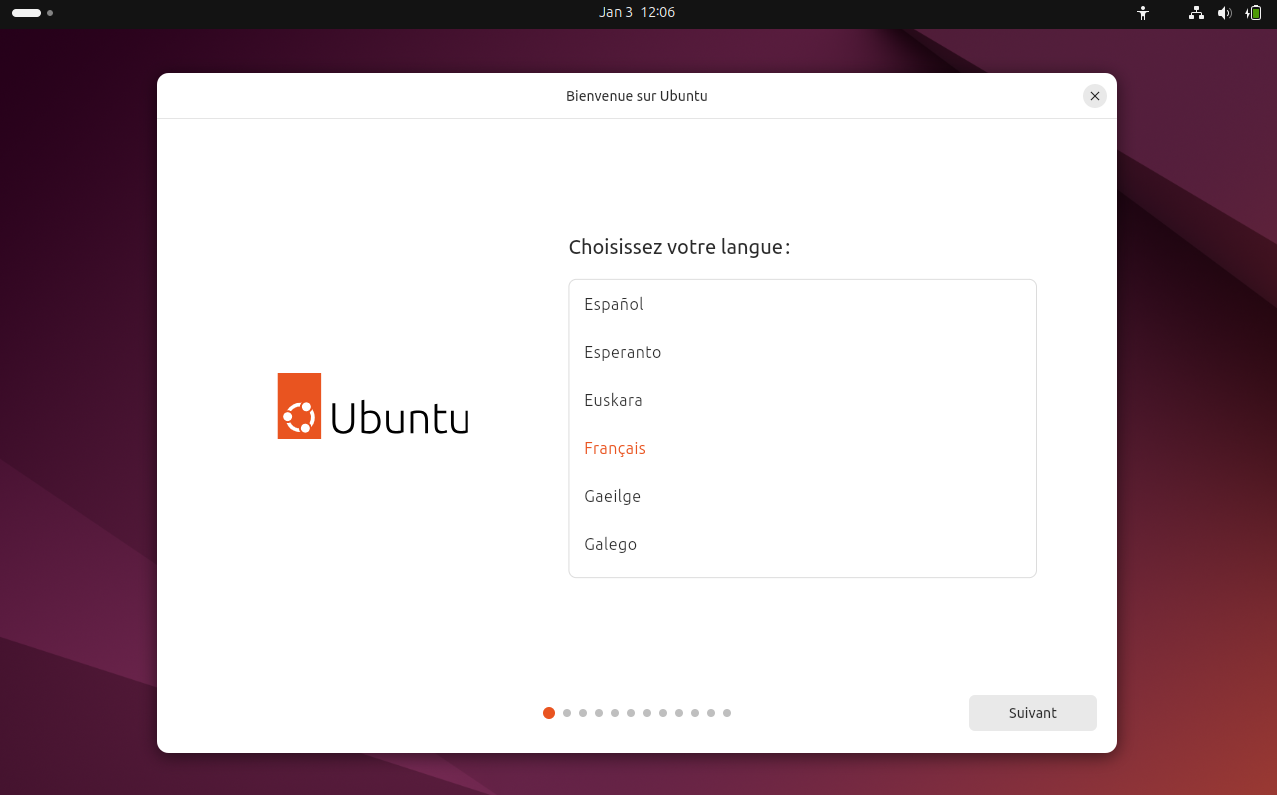 Jan 3 12:06
Bienvenue sur Ubuntu
Choisissez votre langue :
Español
Esperanto
Euskara
Français
Gaeilge
Galego
Ubuntu
Suivant